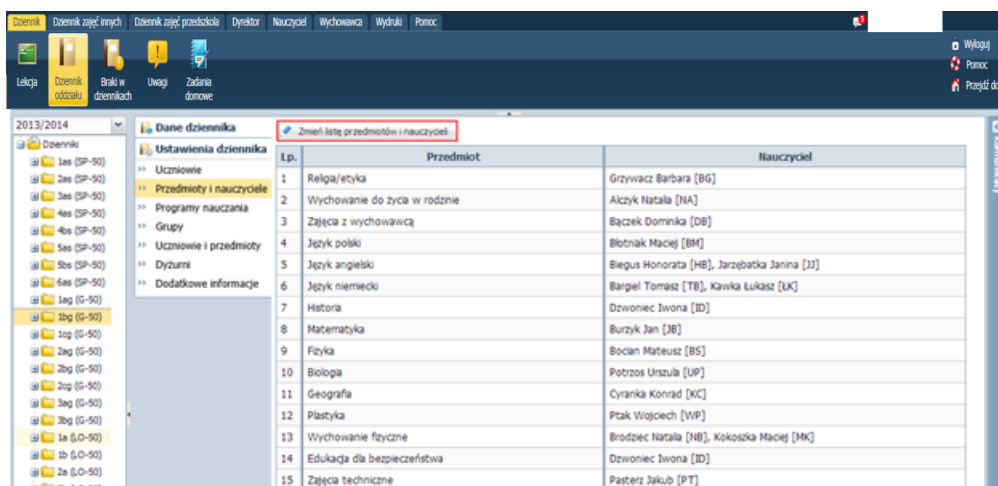 Dziennik Dziennik zajęć innych Dziennik zajęć przedszkola Dyrektor Nauczyciel Wychowawca Wydruki Pomoc
Lekcja
Dziennik oddziału
Braki w dziennikach
Uwagi
Zadania domowe
Wyloguj
Pomoc
Przejdź do
2013/2014
Dzienniki
1as (SP-50)
2as (SP-50)
3as (SP-50)
4as (SP-50)
4bs (SP-50)
5as (SP-50)
5bs (SP-50)
6as (SP-50)
1ag (G-50)
1bg (G-50)
1cg (G-50)
2ag (G-50)
2bg (G-50)
2cg (G-50)
3ag (G-50)
3bg (G-50)
1a (LO-50)
1b (LO-50)
2a (LO-50)
Dane dziennika
Ustawienia dziennika
Uczniowie
Przedmioty i nauczyciele
Programy nauczania
Grupy
Uczniowie i przedmioty
Dyżurni
Dodatkowe informacje
Zmień listę przedmiotów i nauczycieli
Lp. Przedmiot Nauczyciel
1 Religia/etyka Grzywacz Barbara [BG]
2 Wychowanie do życia w rodzinie Alczyk Natalia [NA]
3 Zajęcia z wychowawcą Bączek Dominika [DB]
4 Język polski Błotniak Maciej [BM]
5 Język angielski Biegus Honorata [HB], Jarzębatka Janina [JJ]
6 Język niemiecki Bargiel Tomasz [TB], Kawka Łukasz [ŁK]
7 Historia Dzwoniec Iwona [ID]
8 Matematyka Burzyk Jan [JB]
9 Fizyka Bocian Mateusz [BS]
10 Biologia Potrzos Urszula [UP]
11 Geografia Cyranka Konrad [KC]
12 Plastyka Ptak Wojciech [WP]
13 Wychowanie fizyczne Brodziec Natalia [NB], Kokoszka Maciej [MK]
14 Edukacja dla bezpieczeństwa Dzwoniec Iwona [ID]
15 Zajęcia techniczne Pasterz Jakub [PT]